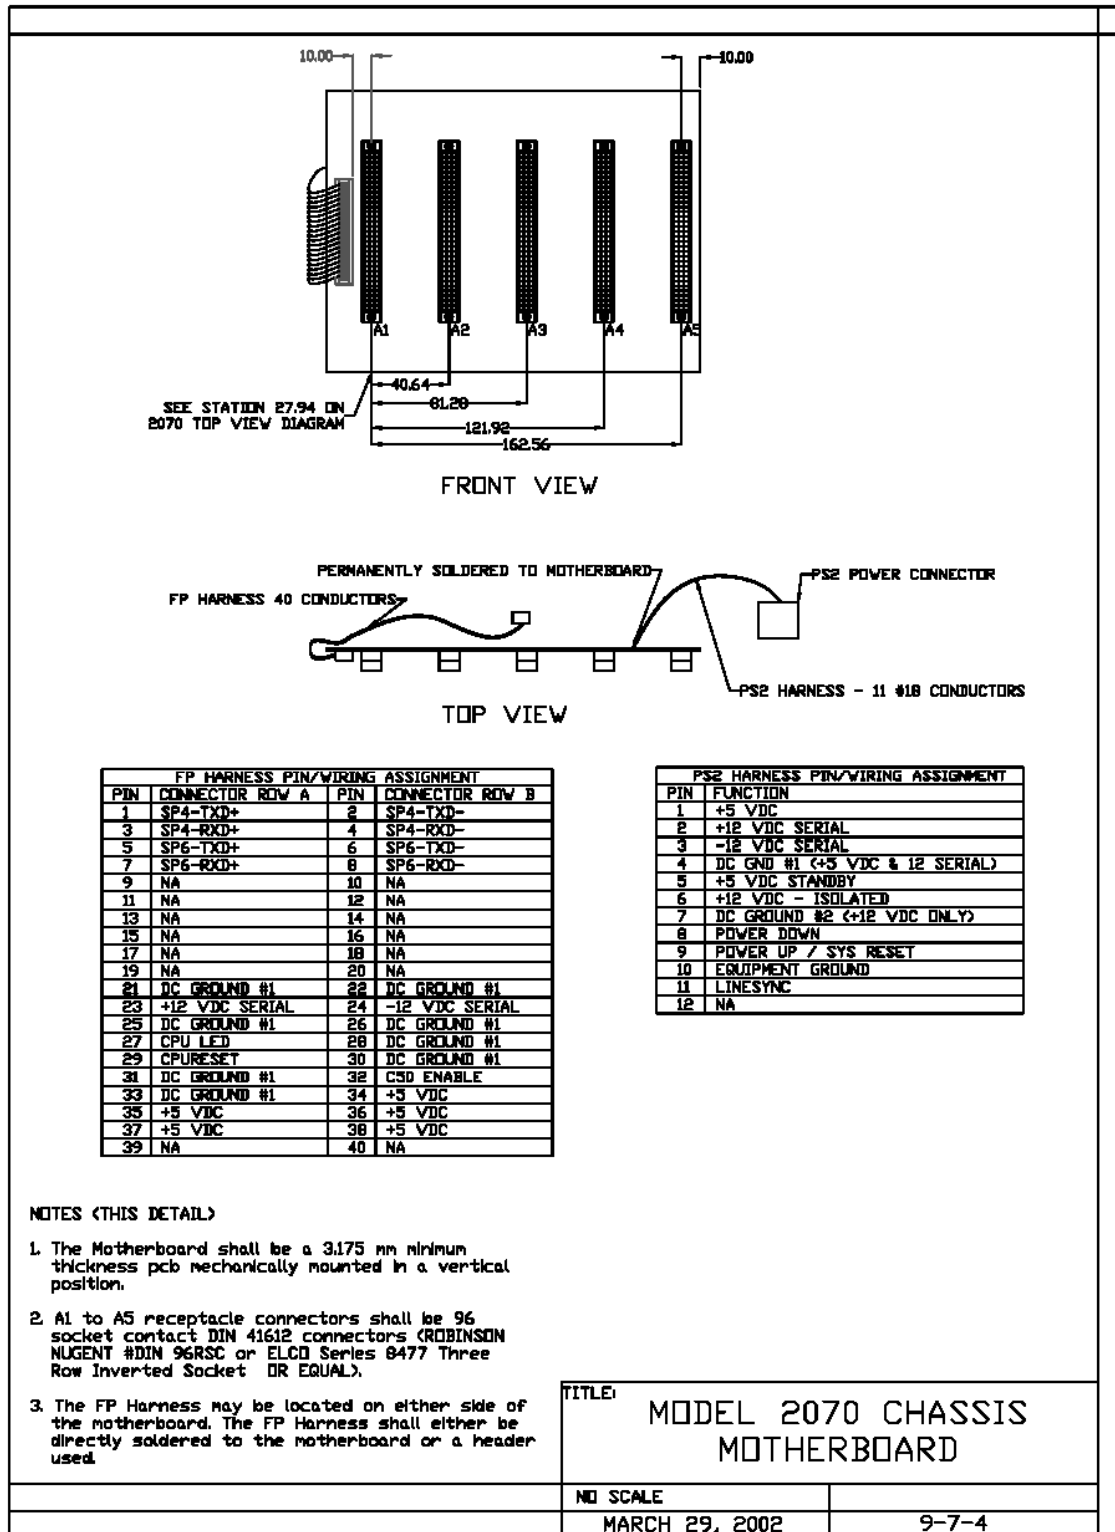 10.00
10.00
A1 A2 A3 A4 A5
40.64
SEE STATION 27.94 ON
2070 TOP VIEW DIAGRAM
81.28
121.92
162.56
FRONT VIEW
PERMANENTLY SOLDERED TO MOTHERBOARD
PS2 POWER CONNECTOR
FP HARNESS 40 CONDUCTORS
PS2 HARNESS - 11 #18 CONDUCTORS
TOP VIEW
FP HARNESS PIN/WIRING ASSIGNMENT
PIN CONNECTOR ROW A PIN CONNECTOR ROW B
1 SP4-TXD+ 2 SP4-TXD-
3 SP4-RXD+ 4 SP4-RXD-
5 SP6-TXD+ 6 SP6-TXD-
7 SP6-RXD+ 8 SP6-RXD-
9 NA 10 NA
11 NA 12 NA
13 NA 14 NA
15 NA 16 NA
17 NA 18 NA
19 NA 20 NA
21 DC GROUND #1 22 DC GROUND #1
23 +12 VDC SERIAL 24 -12 VDC SERIAL
25 DC GROUND #1 26 DC GROUND #1
27 CPU LED 28 DC GROUND #1
29 CPURESET 30 DC GROUND #1
31 DC GROUND #1 32 C50 ENABLE
33 DC GROUND #1 34 +5 VDC
35 +5 VDC 36 +5 VDC
37 +5 VDC 38 +5 VDC
39 NA 40 NA
PS2 HARNESS PIN/WIRING ASSIGNMENT
PIN FUNCTION
1 +5 VDC
2 +12 VDC SERIAL
3 -12 VDC SERIAL
4 DC GND #1 (+5 VDC & 12 SERIAL)
5 +5 VDC STANDBY
6 +12 VDC - ISOLATED
7 DC GROUND #2 (+12 VDC ONLY)
8 POWER DOWN
9 POWER UP / SYS RESET
10 EQUIPMENT GROUND
11 LINESYNC
12 NA
NOTES (THIS DETAIL)
1. The Motherboard shall be a 3.175 mm minimum
thickness pcb mechanically mounted in a vertical
position.
2. A1 to A5 receptacle connectors shall be 96
socket contact DIN 41612 connectors (ROBINSON
NUGENT #DIN 96RSC or ELCO Series 8477 Three
Row Inverted Socket OR EQUAL).
3. The FP Harness may be located on either side of
the motherboard. The FP Harness shall either be
directly soldered to the motherboard or a header
used.
TITLE:
MODEL 2070 CHASSIS
MOTHERBOARD
NO SCALE
MARCH 29, 2002 9-7-4